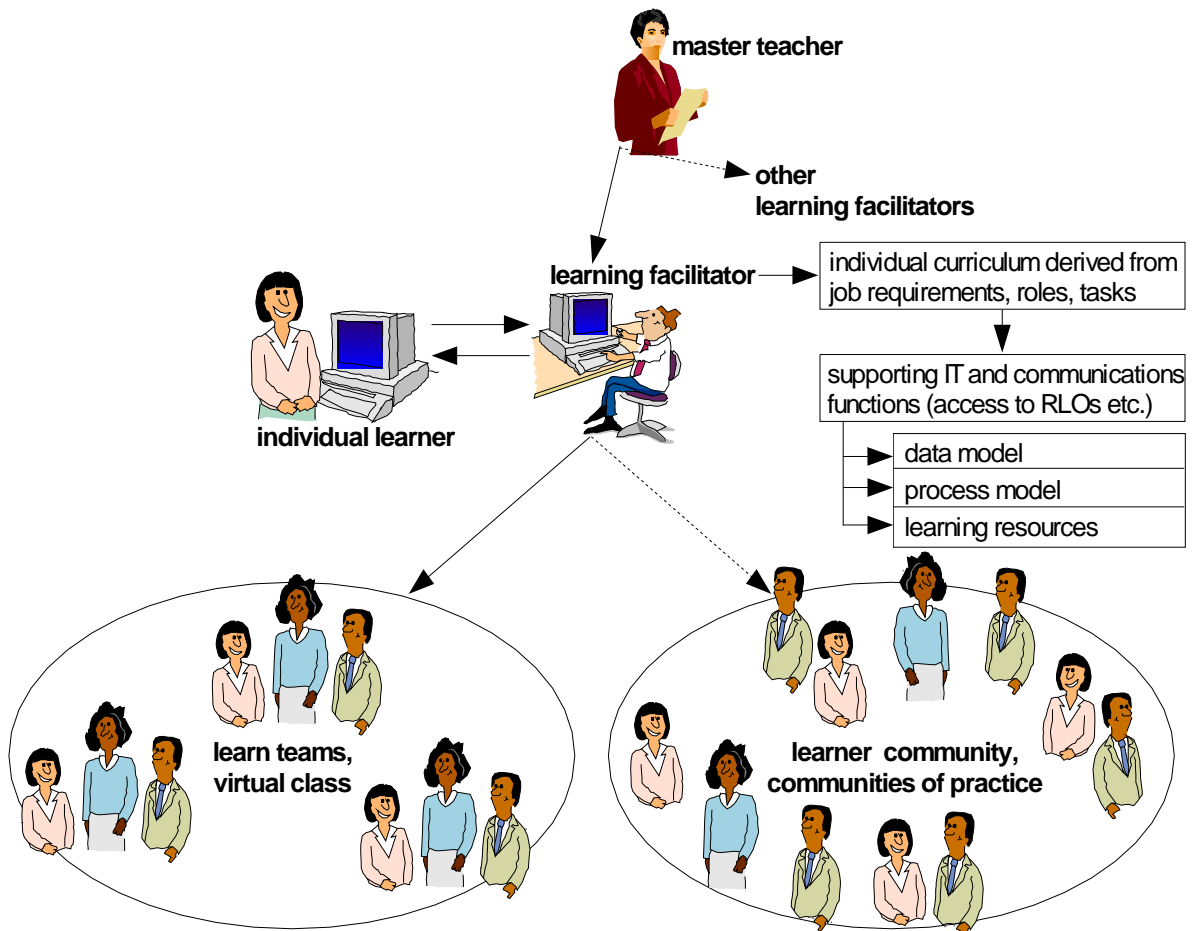 master teacher
other
learning facilitators
learning facilitator
individual curriculum derived from
job requirements, roles, tasks
supporting IT and communications
functions (access to RLOs etc.)
data model
process model
learning resources
individual learner
learn teams,
virtual class
learner community,
communities of practice